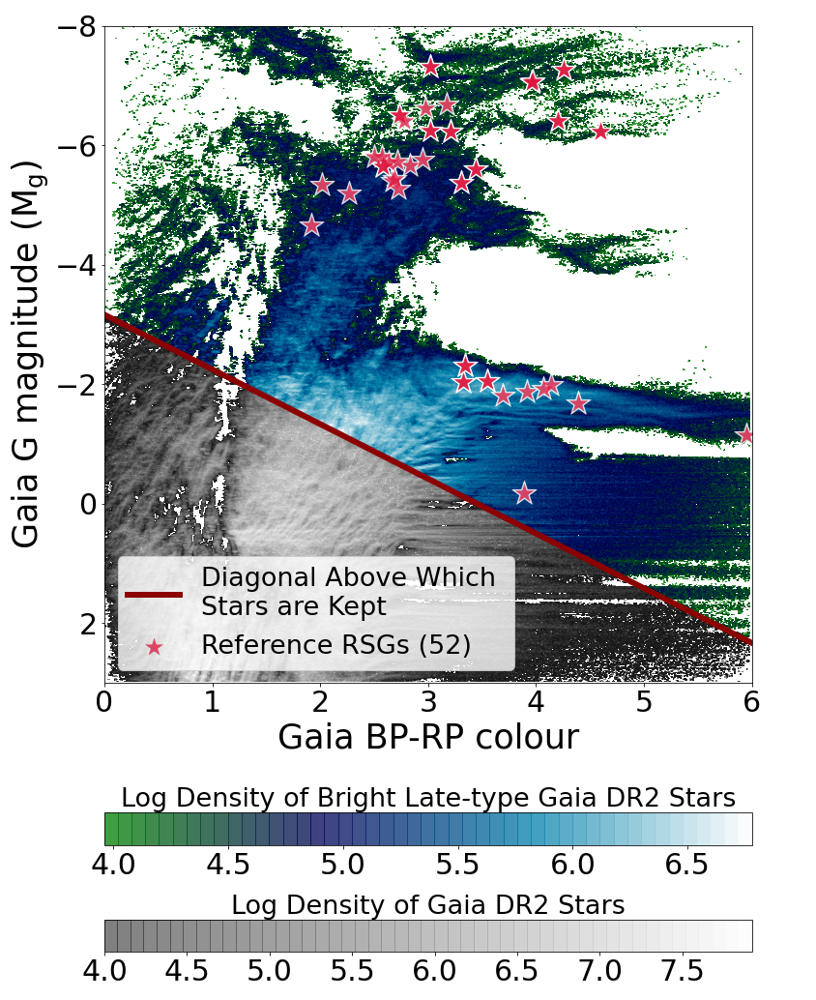 −8
−6
−4
−2
0
2
Gaia G magnitude (Mg)
Diagonal Above Which
Stars are Kept
Reference RSGs (52)
0 1 2 3 4 5 6
Gaia BP-RP colour
Log Density of Bright Late-type Gaia DR2 Stars
4.0 4.5 5.0 5.5 6.0 6.5
Log Density of Gaia DR2 Stars
4.0 4.5 5.0 5.5 6.0 6.5 7.0 7.5